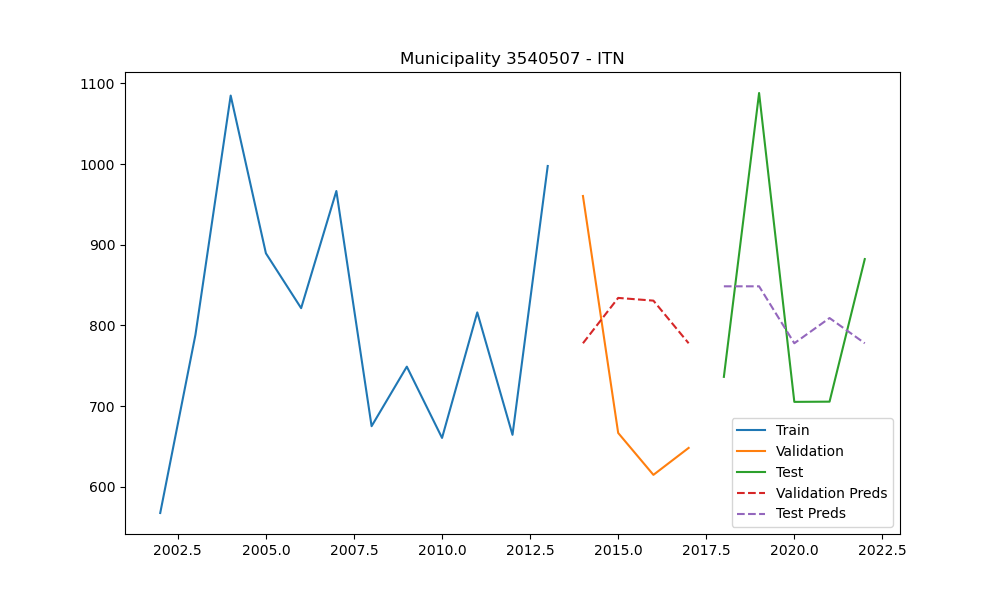 Municipality 3540507 - ITN
1100
1000
900
800
700
600
2002.5 2005.0 2007.5 2010.0 2012.5 2015.0 2017.5 2020.0 2022.5
Train
Validation
Test
Validation Preds
Test Preds